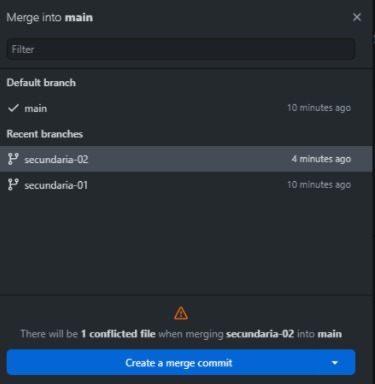 Merge into main
Filter
Default branch
main 10 minutes ago
Recent branches
secundaria-02 4 minutes ago
secundaria-01 10 minutes ago
There will be 1 conflicted file when merging secundaria-02 into main
Create a merge commit